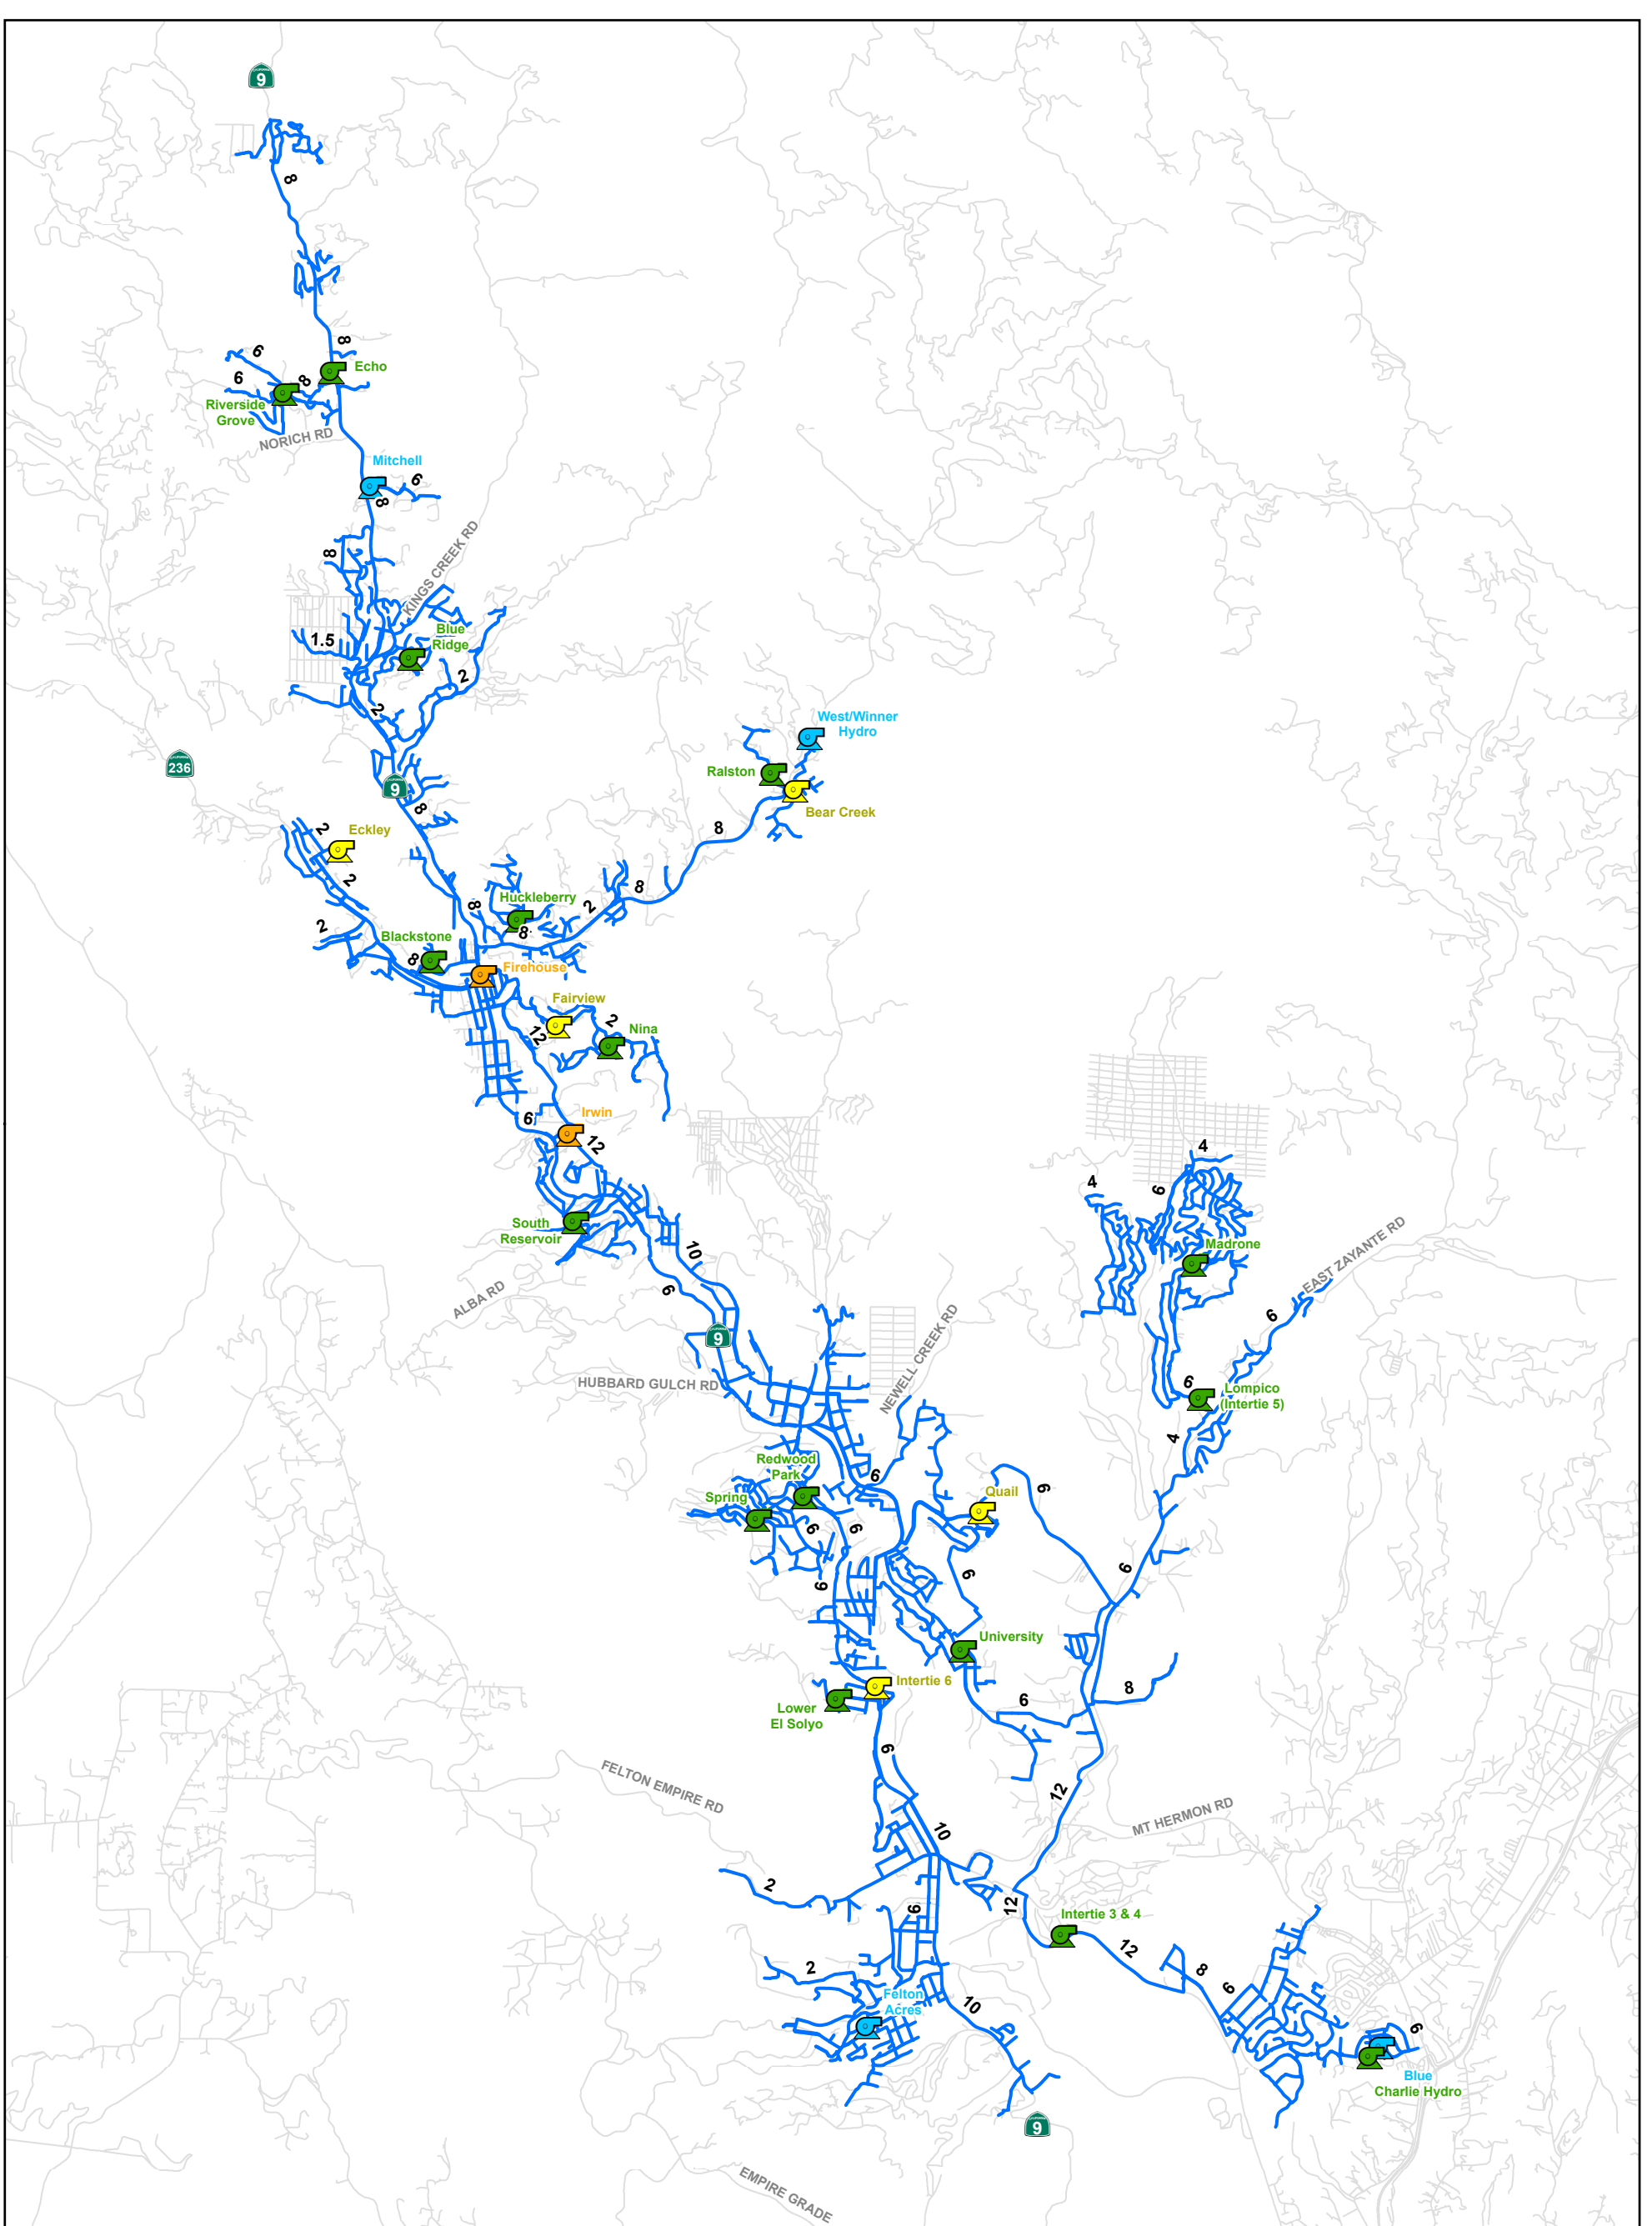 9
8
8
Echo
6
6
8
Riverside
Grove
NORICH RD
Mitchell
6
8
8
KINGS CREEK RD
1.5
Blue
Ridge
2
2
West/Winner
Hydro
236
9
Ralston
Bear Creek
8
8
2
Eckley
2
8
2
8
Huckleberry
2
8
Blackstone
8
Firehouse
Fairview
12
2
Nina
6
Irwin
12
4
4
6
South
Reservoir
10
Madrone
EAST ZAYANTE RD
ALBA RD
6
6
9
NEWELL CREEK RD
HUBBARD GULCH RD
6
Lompico
(Intertie 5)
4
Redwood
Park
6
Spring
Quail
6
6
6
6
6
6
University
Intertie 6
Lower
El Solyo
6
8
6
FELTON EMPIRE RD
12
MT HERMON RD
10
2
12
6
Intertie 3 & 4
12
2
8
6
Felton
Acres
10
6
Blue
Charlie Hydro
9
EMPIRE GRADE